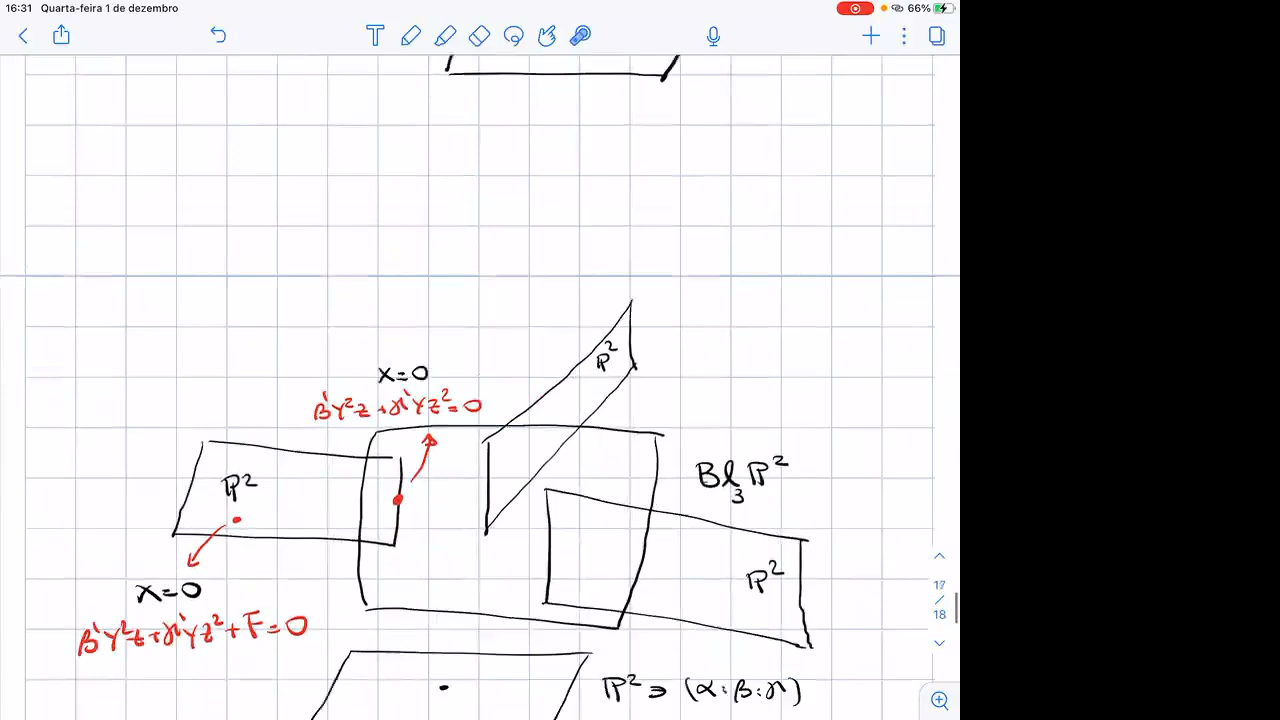 16:31 Quarta-feira 1 de dezembro
66%
T
P²
x=0
β'Y²Z+γ'YZ²=0
P²
Bl₃P²
P²
x=0
β'Y²Z+γ'YZ²+F=0
P²∋(α:β:γ)
17
18